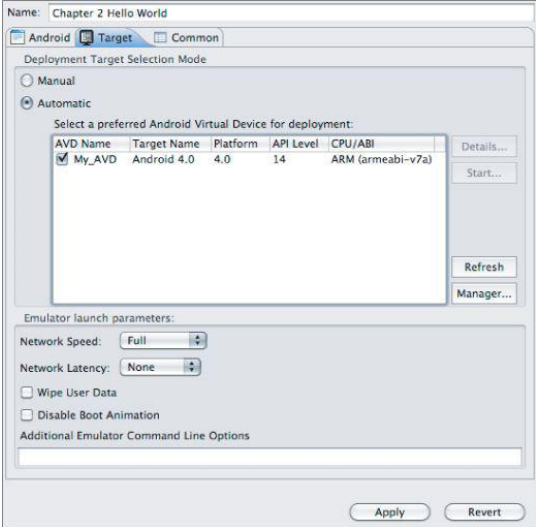 Name: Chapter 2 Hello World
Android Target Common
Deployment Target Selection Mode
Manual
Automatic
Select a preferred Android Virtual Device for deployment:
AVD Name Target Name Platform API Level CPU/ABI
My_AVD Android 4.0 4.0 14 ARM (armeabi-v7a)
Details...
Start...
Refresh
Manager...
Emulator launch parameters:
Network Speed: Full
Network Latency: None
Wipe User Data
Disable Boot Animation
Additional Emulator Command Line Options
Apply Revert